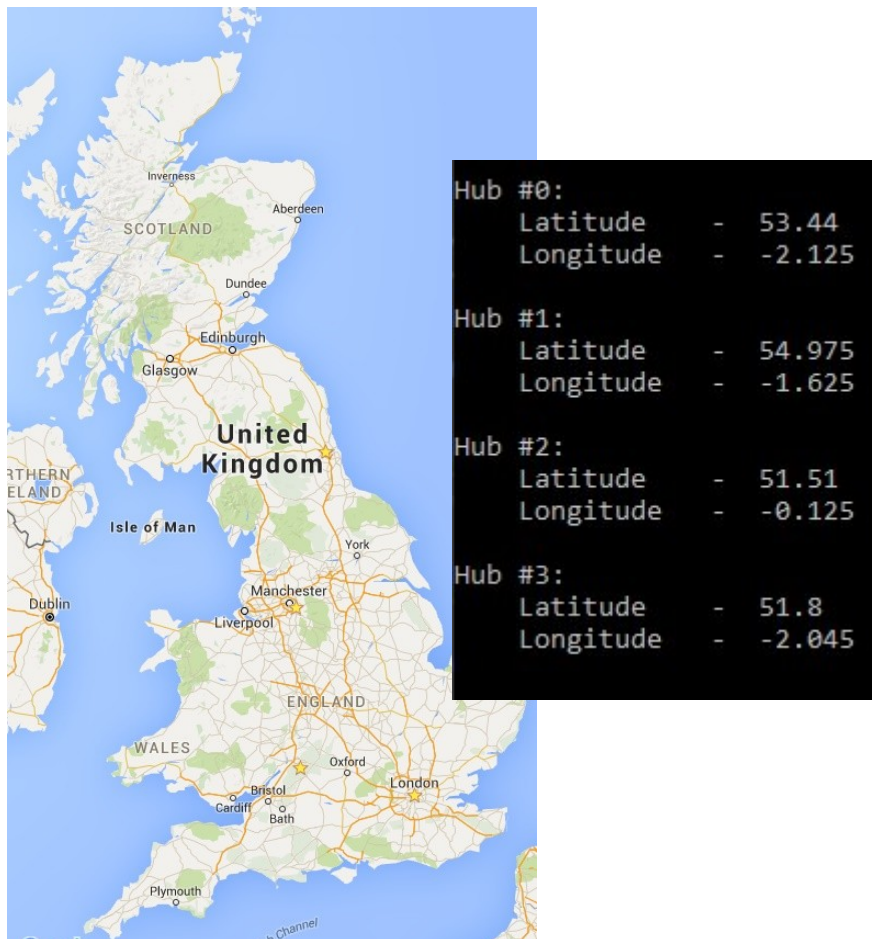 Inverness
Aberdeen
SCOTLAND
Dundee
Edinburgh
Glasgow
United
Kingdom
RTHERN
ELAND
Isle of Man
York
Manchester
Dublin
Liverpool
ENGLAND
WALES
Oxford
London
Bristol
Cardiff
Bath
Plymouth
Channel
Hub #0:
Latitude - 53.44
Longitude - -2.125
Hub #1:
Latitude - 54.975
Longitude - -1.625
Hub #2:
Latitude - 51.51
Longitude - -0.125
Hub #3:
Latitude - 51.8
Longitude - -2.045